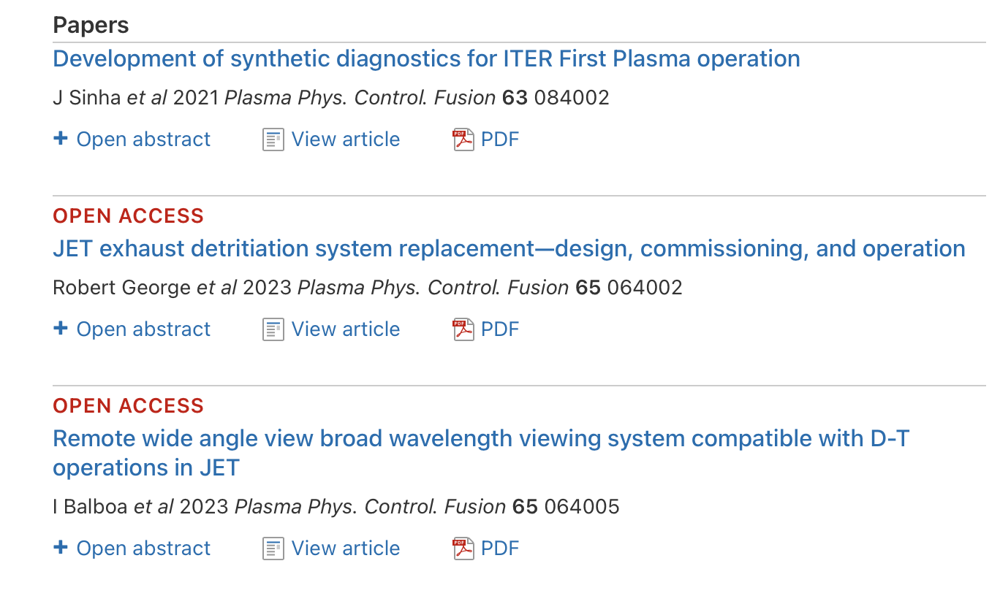 Papers
Development of synthetic diagnostics for ITER First Plasma operation
J Sinha et al 2021 Plasma Phys. Control. Fusion 63 084002
+ Open abstract View article PDF
OPEN ACCESS
JET exhaust detritiation system replacement—design, commissioning, and operation
Robert George et al 2023 Plasma Phys. Control. Fusion 65 064002
+ Open abstract View article PDF
OPEN ACCESS
Remote wide angle view broad wavelength viewing system compatible with D-T
operations in JET
I Balboa et al 2023 Plasma Phys. Control. Fusion 65 064005
+ Open abstract View article PDF